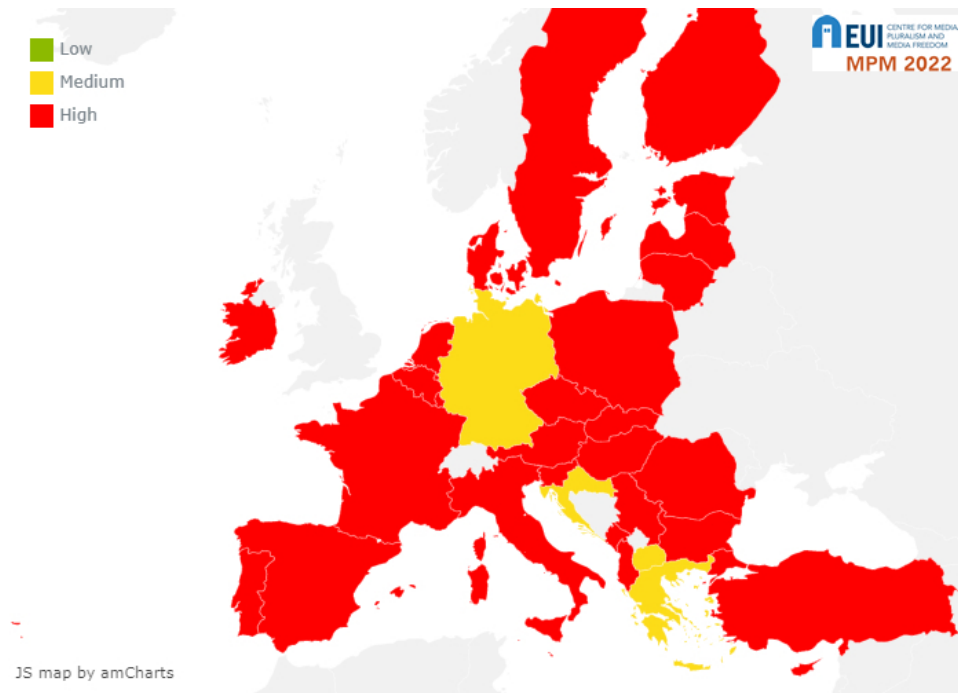 Low
Medium
High
EUI
CENTRE FOR MEDIA
PLURALISM AND
MEDIA FREEDOM
MPM 2022
JS map by amCharts